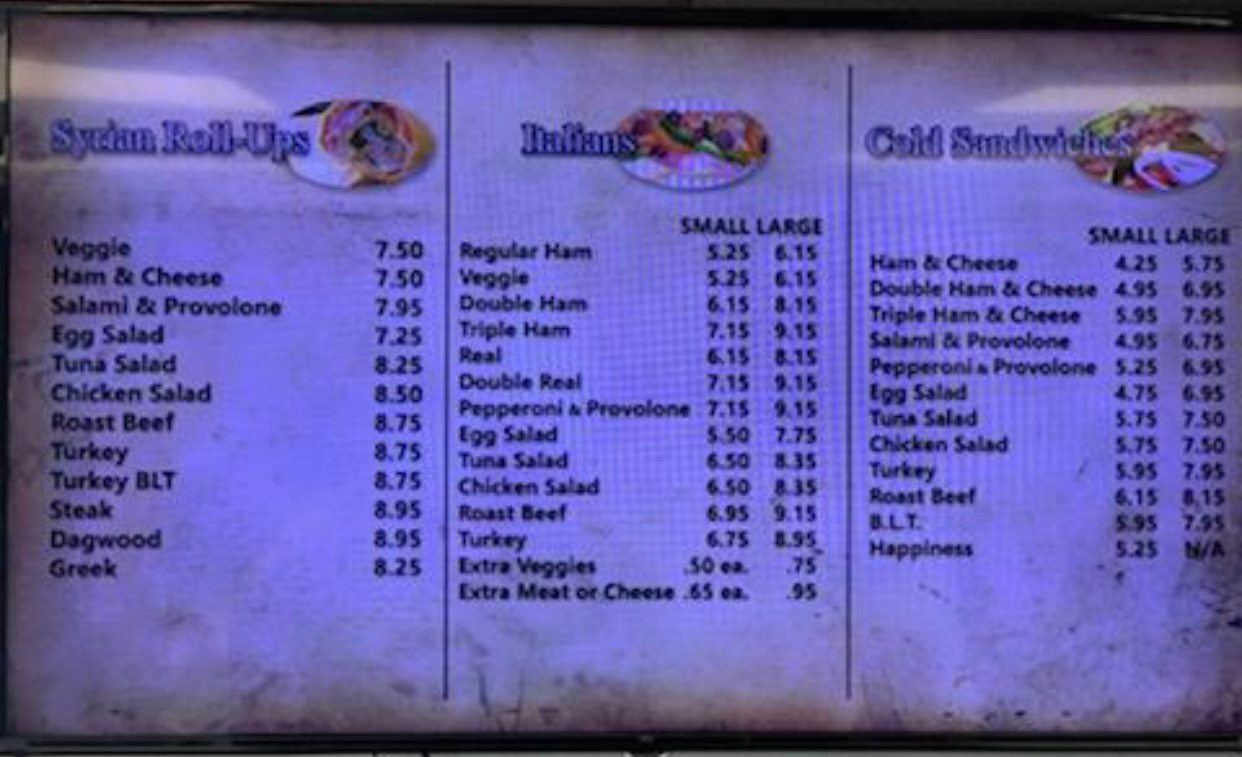 Syrian Roll-Ups
Veggie 7.50
Ham & Cheese 7.50
Salami & Provolone 7.95
Egg Salad 7.25
Tuna Salad 8.25
Chicken Salad 8.50
Roast Beef 8.75
Turkey 8.75
Turkey BLT 8.75
Steak 8.95
Dagwood 8.95
Greek 8.25
Italians
SMALL LARGE
Regular Ham 5.25 6.15
Veggie 5.25 6.15
Double Ham 6.15 8.15
Triple Ham 7.15 9.15
Real 6.15 8.15
Double Real 7.15 9.15
Pepperoni & Provolone 7.15 9.15
Egg Salad 5.50 7.75
Tuna Salad 6.50 8.35
Chicken Salad 6.50 8.35
Roast Beef 6.95 9.15
Turkey 6.75 8.95
Extra Veggies .50 ea. .75
Extra Meat or Cheese .65 ea. .95
Cold Sandwiches
SMALL LARGE
Ham & Cheese 4.25 5.75
Double Ham & Cheese 4.95 6.95
Triple Ham & Cheese 5.95 7.95
Salami & Provolone 4.95 6.75
Pepperoni & Provolone 5.25 6.95
Egg Salad 4.75 6.95
Tuna Salad 5.75 7.50
Chicken Salad 5.75 7.50
Turkey 5.95 7.95
Roast Beef 6.15 8.15
B.L.T. 5.95 7.95
Happiness 5.25 N/A